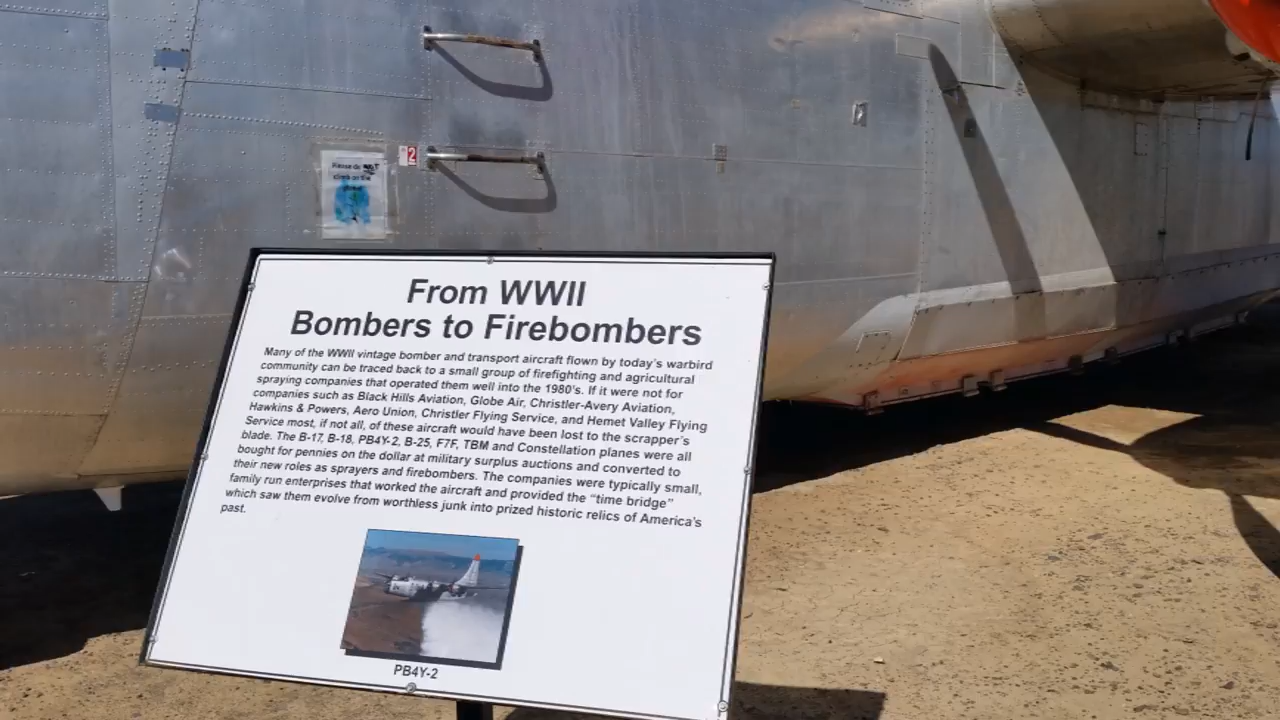 Please do
climb on the
2
From WWII
Bombers to Firebombers
Many of the WWII vintage bomber and transport aircraft flown by today's warbird
community can be traced back to a small group of firefighting and agricultural
spraying companies that operated them well into the 1980's. If it were not for
companies such as Black Hills Aviation, Globe Air, Christler-Avery Aviation,
Hawkins & Powers, Aero Union, Christler Flying Service, and Hemet Valley Flying
Service most, if not all, of these aircraft would have been lost to the scrapper's
blade. The B-17, B-18, PB4Y-2, B-25, F7F, TBM and Constellation planes were all
bought for pennies on the dollar at military surplus auctions and converted to
their new roles as sprayers and firebombers. The companies were typically small,
family run enterprises that worked the aircraft and provided the "time bridge"
which saw them evolve from worthless junk into prized historic relics of America's
past.
PB4Y-2